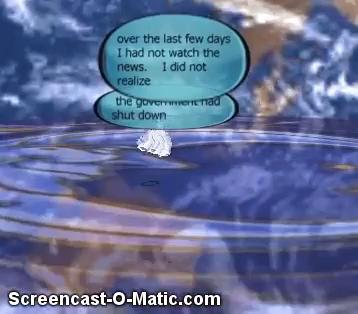 over the last few days
I had not watch the
news. I did not
realize
the government had
shut down
Screencast-O-Matic.com